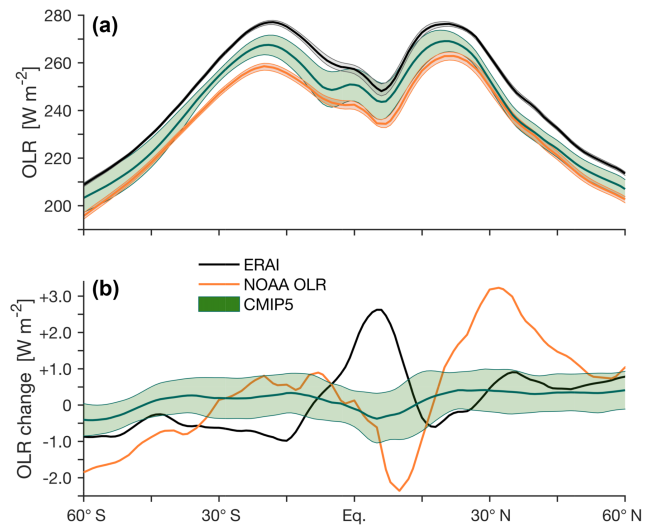 (a)
280
260
240
220
200
OLR [W m⁻²]
ERAI
NOAA OLR
CMIP5
(b)
+3.0
+2.0
+1.0
0
-1.0
-2.0
OLR change [W m⁻²]
60° S
30° S
Eq.
30° N
60° N